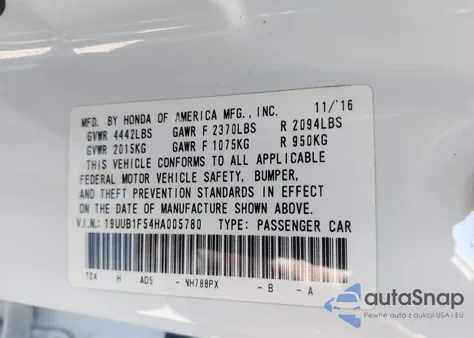 MFD. BY HONDA OF AMERICA MFG., INC. 11/'16
GVWR 4442LBS GAWR F 2370LBS R 2094LBS
GVWR 2015KG GAWR F 1075KG R 950KG
THIS VEHICLE CONFORMS TO ALL APPLICABLE
FEDERAL MOTOR VEHICLE SAFETY, BUMPER,
AND THEFT PREVENTION STANDARDS IN EFFECT
ON THE DATE OF MANUFACTURE SHOWN ABOVE.
V.I.N.: 19UUB1F54HA005780 TYPE: PASSENGER CAR
TZ4 H AD5 - NH788PX - B - A
autoSnap
Pewne auta z aukcji USA i EU